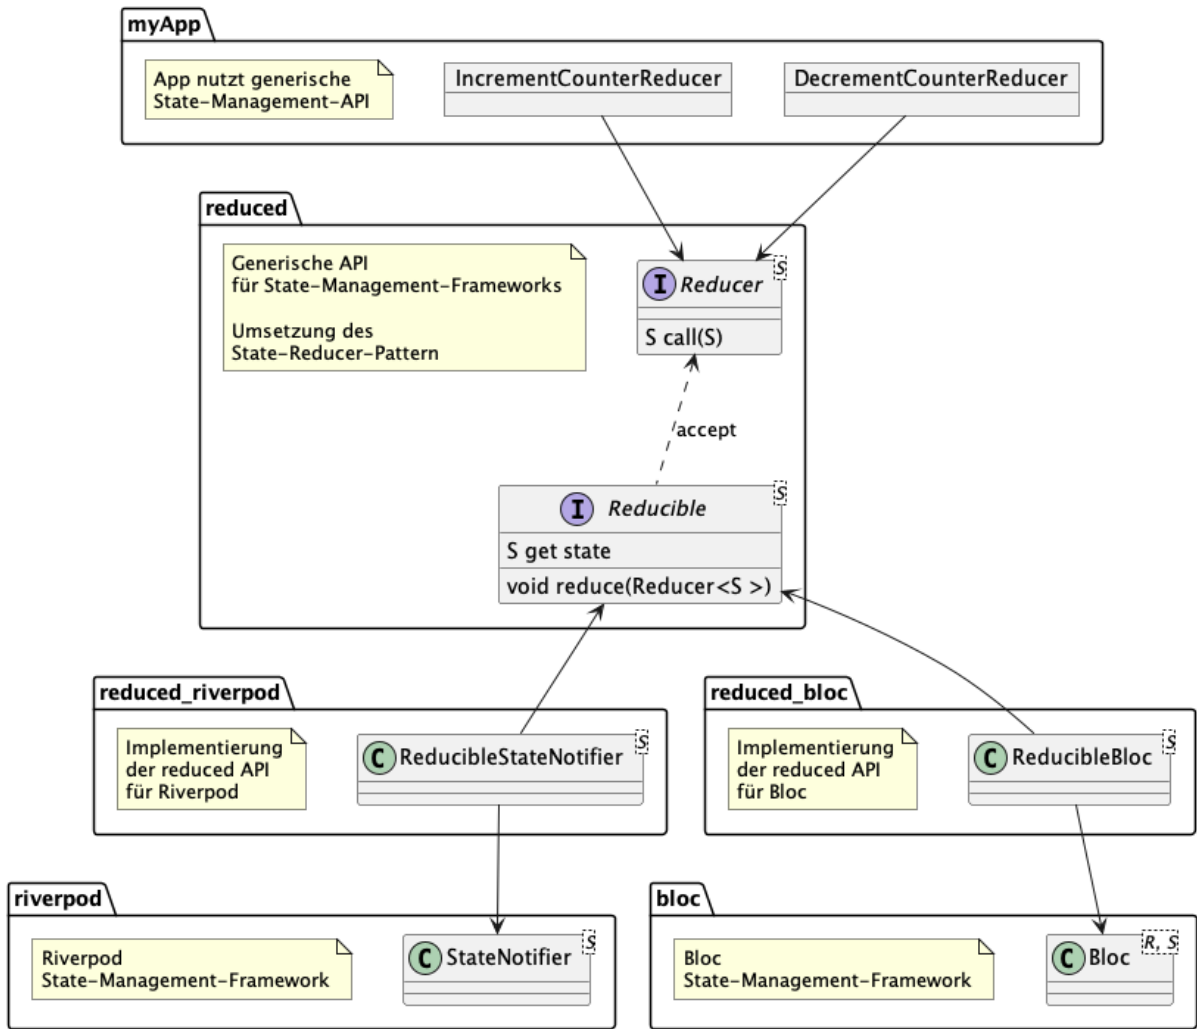 myApp
App nutzt generische
State-Management-API
IncrementCounterReducer
DecrementCounterReducer
reduced
Generische API
für State-Management-Frameworks
Umsetzung des
State-Reducer-Pattern
I Reducer
S
S call(S)
accept
I Reducible
S
S get state
void reduce(Reducer<S >)
reduced_riverpod
Implementierung
der reduced API
für Riverpod
C ReducibleStateNotifier
S
reduced_bloc
Implementierung
der reduced API
für Bloc
C ReducibleBloc
S
riverpod
Riverpod
State-Management-Framework
C StateNotifier
S
bloc
Bloc
State-Management-Framework
C Bloc
R, S